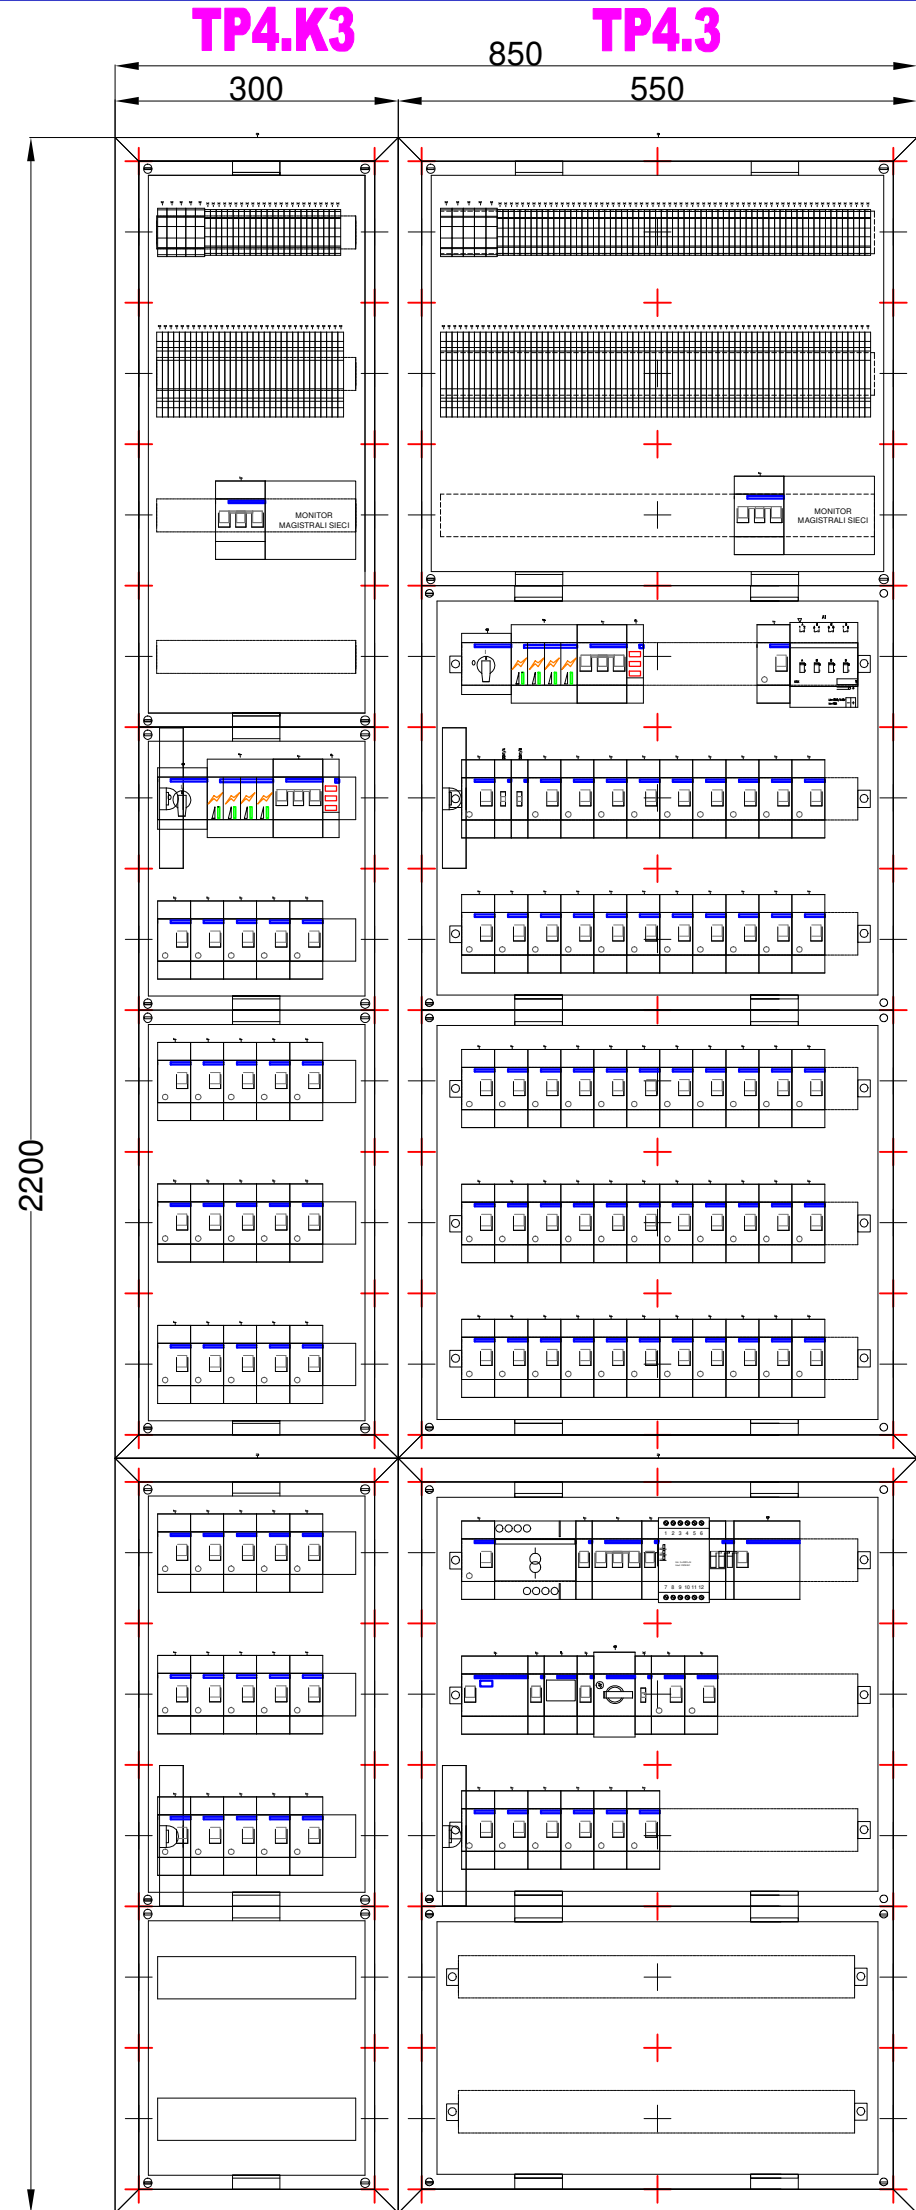 TP4.K3 TP4.3
850
300 550
2200
MONITOR
MAGISTRALI SIECI
MONITOR
MAGISTRALI SIECI
1 2 3 4 5 6
7 8 9 10 11 12